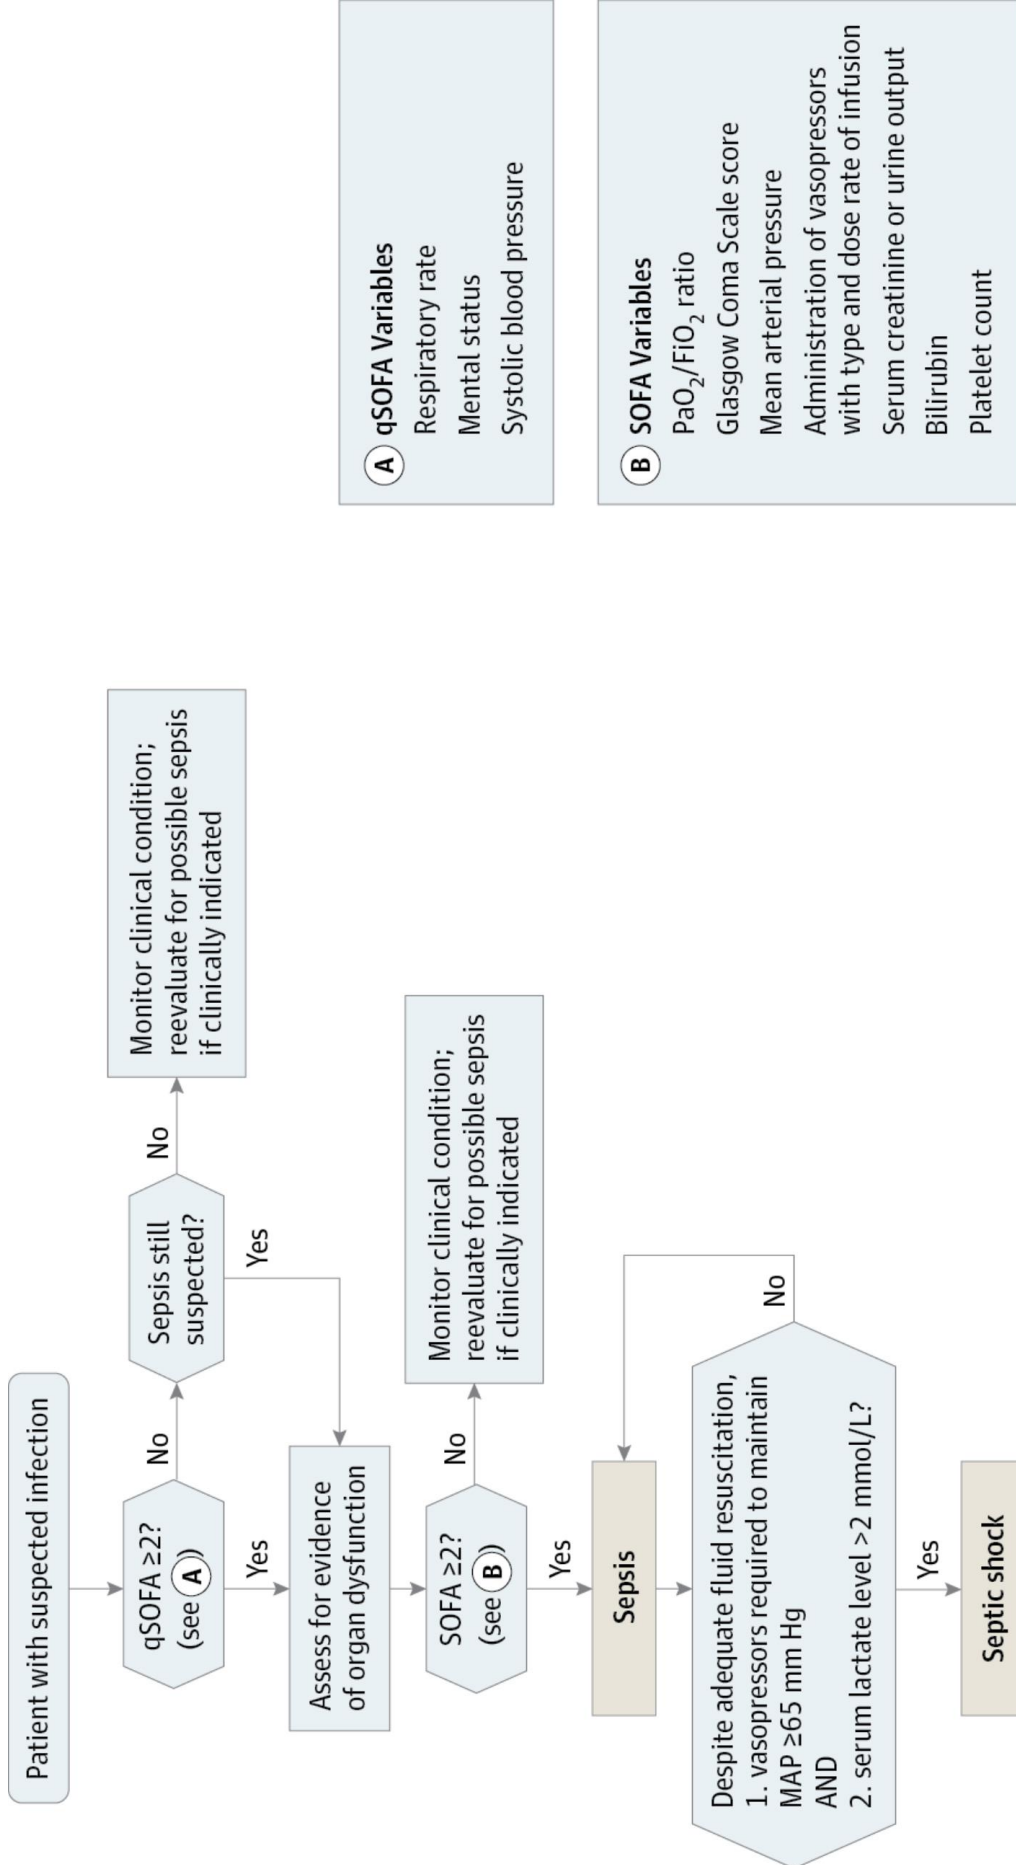 Patient with suspected infection
qSOFA ≥2?
(see A)
No
Sepsis still
suspected?
No
Monitor clinical condition;
reevaluate for possible sepsis
if clinically indicated
Yes
Yes
Assess for evidence
of organ dysfunction
SOFA ≥2?
(see B)
No
Monitor clinical condition;
reevaluate for possible sepsis
if clinically indicated
Yes
Sepsis
Despite adequate fluid resuscitation,
1. vasopressors required to maintain
MAP ≥65 mm Hg
AND
2. serum lactate level >2 mmol/L?
No
Yes
Septic shock
A qSOFA Variables
Respiratory rate
Mental status
Systolic blood pressure
B SOFA Variables
PaO₂/FiO₂ ratio
Glasgow Coma Scale score
Mean arterial pressure
Administration of vasopressors
with type and dose rate of infusion
Serum creatinine or urine output
Bilirubin
Platelet count